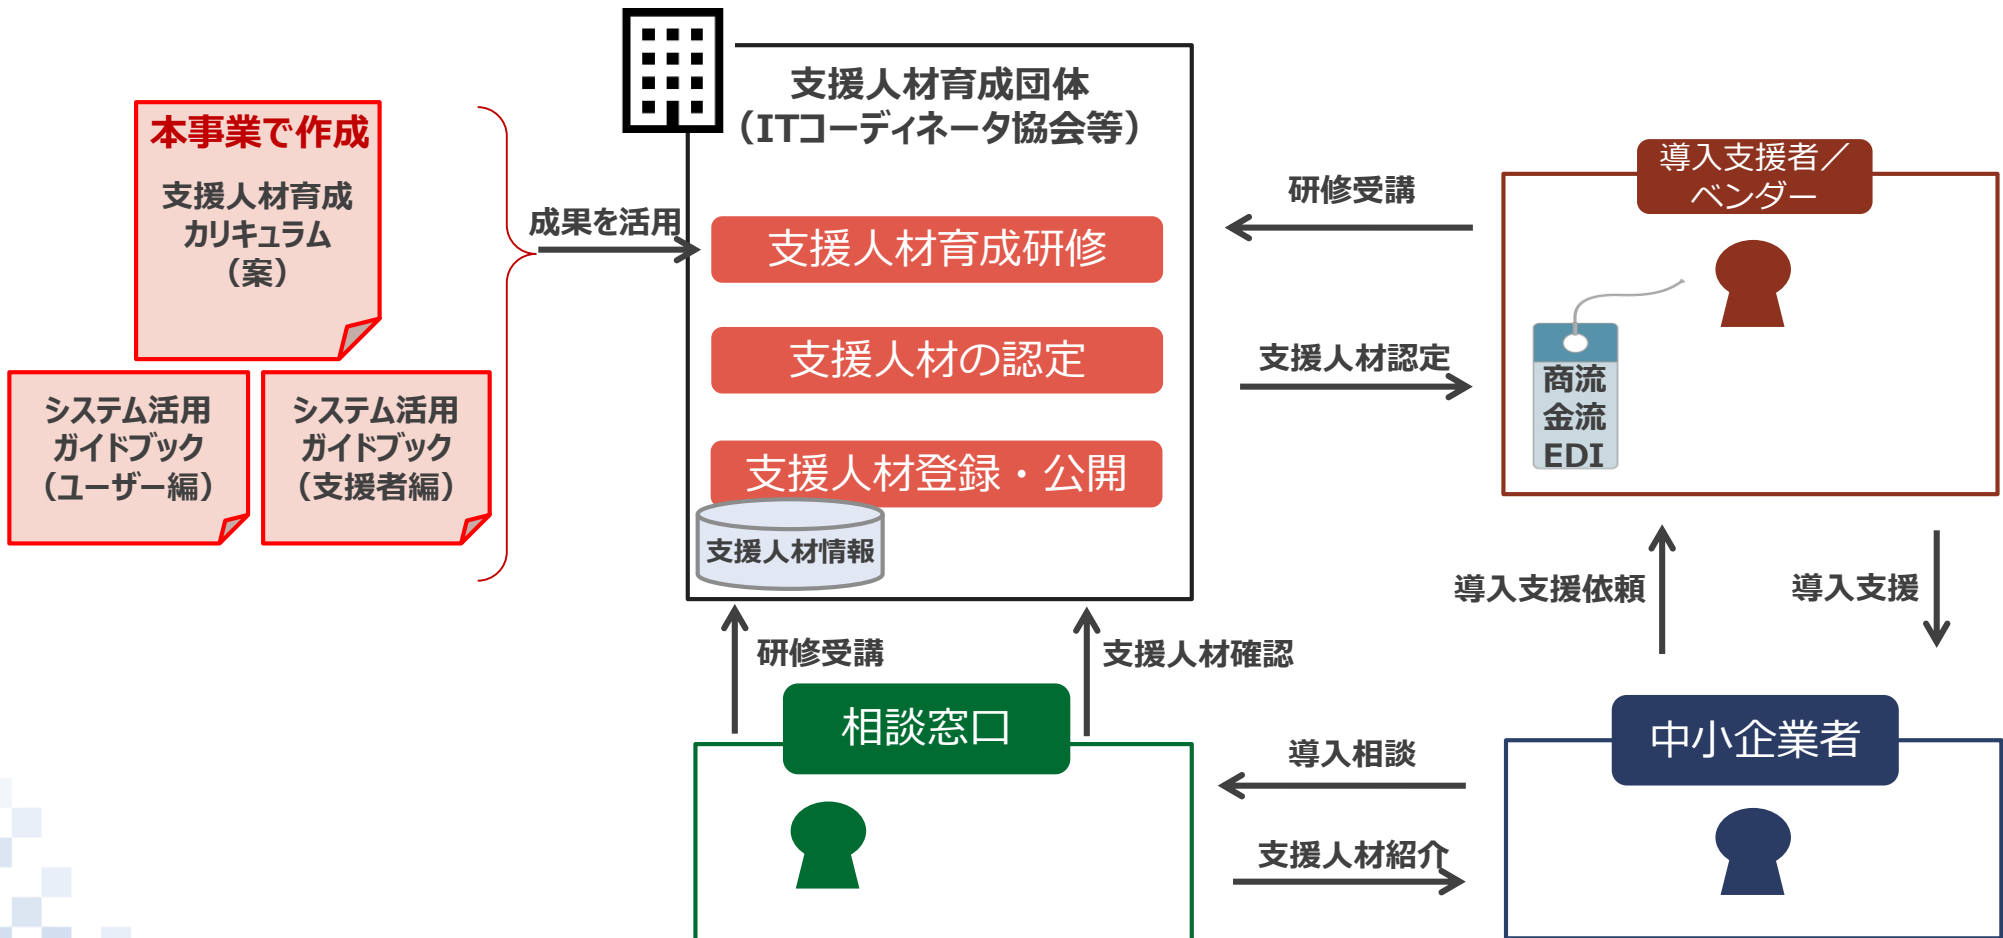 本事業で作成
支援人材育成
カリキュラム
（案）
システム活用
ガイドブック
（ユーザー編）
システム活用
ガイドブック
（支援者編）
成果を活用
支援人材育成団体
（ITコーディネータ協会等）
支援人材育成研修
支援人材の認定
支援人材登録・公開
支援人材情報
研修受講
支援人材認定
導入支援者／
ベンダー
商流
金流
EDI
導入支援依頼
導入支援
研修受講
支援人材確認
相談窓口
導入相談
支援人材紹介
中小企業者